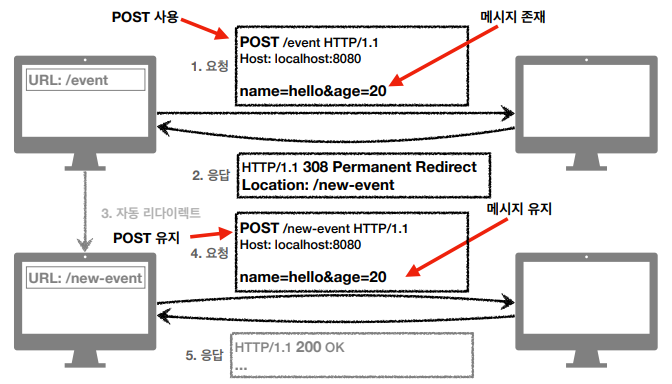 POST 사용
메시지 존재
URL: /event
1. 요청
POST /event HTTP/1.1
Host: localhost:8080
name=hello&age=20
2. 응답
HTTP/1.1 308 Permanent Redirect
Location: /new-event
3. 자동 리다이렉트
POST 유지
메시지 유지
URL: /new-event
4. 요청
POST /new-event HTTP/1.1
Host: localhost:8080
name=hello&age=20
5. 응답
HTTP/1.1 200 OK
...